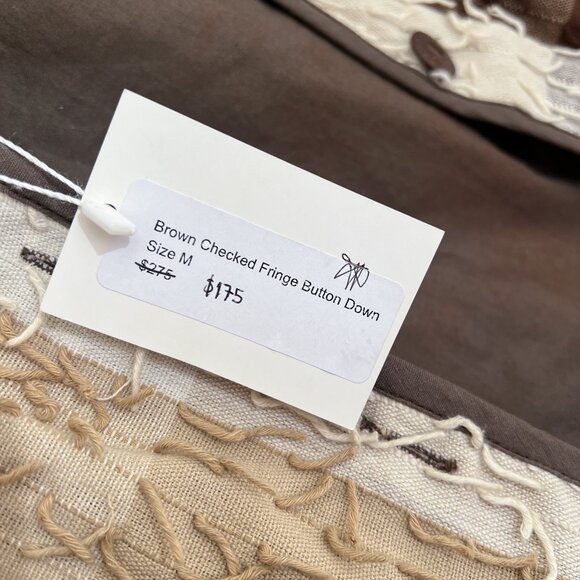 Brown Checked Fringe Button Down
Size M
$275 $175